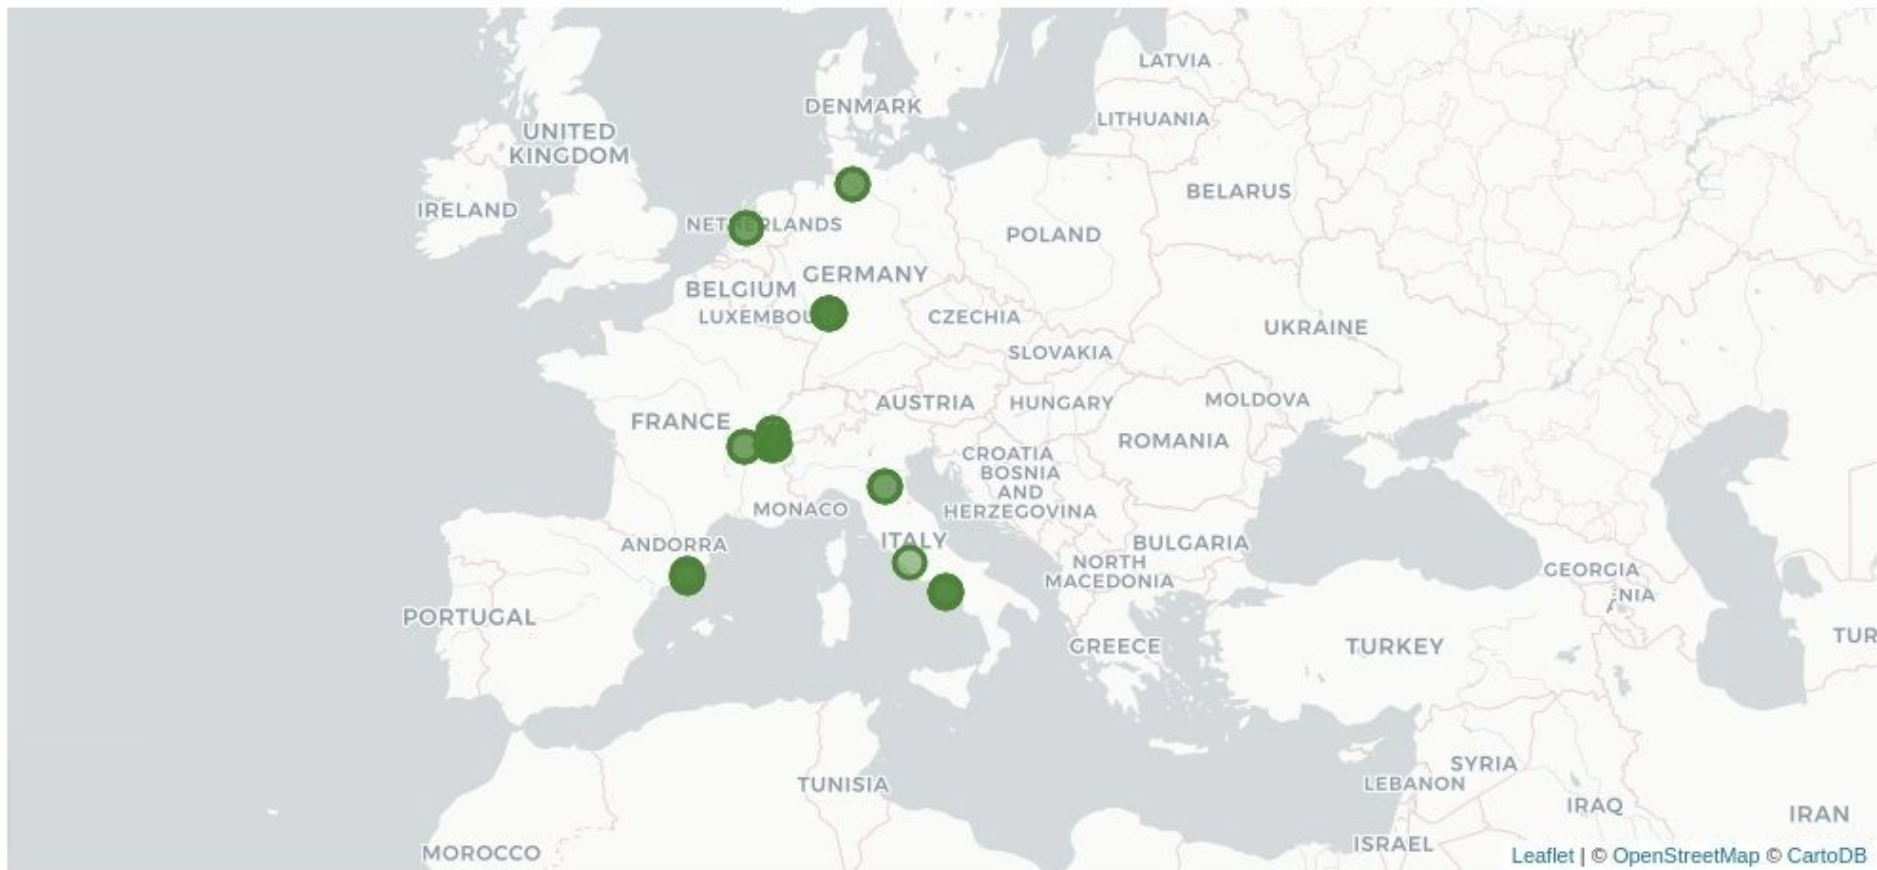 LATVIA
DENMARK
LITHUANIA
UNITED
KINGDOM
BELARUS
IRELAND
NETHERLANDS
POLAND
GERMANY
BELGIUM
LUXEMBOU
CZECHIA
UKRAINE
SLOVAKIA
AUSTRIA
HUNGARY
MOLDOVA
FRANCE
ROMANIA
CROATIA
BOSNIA
AND
HERZEGOVINA
MONACO
ITALY
ANDORRA
BULGARIA
NORTH
MACEDONIA
GEORGIA
NIA
PORTUGAL
GREECE
TURKEY
TUR
SYRIA
TUNISIA
LEBANON
IRAQ
IRAN
ISRAEL
MOROCCO
Leaflet | © OpenStreetMap © CartoDB